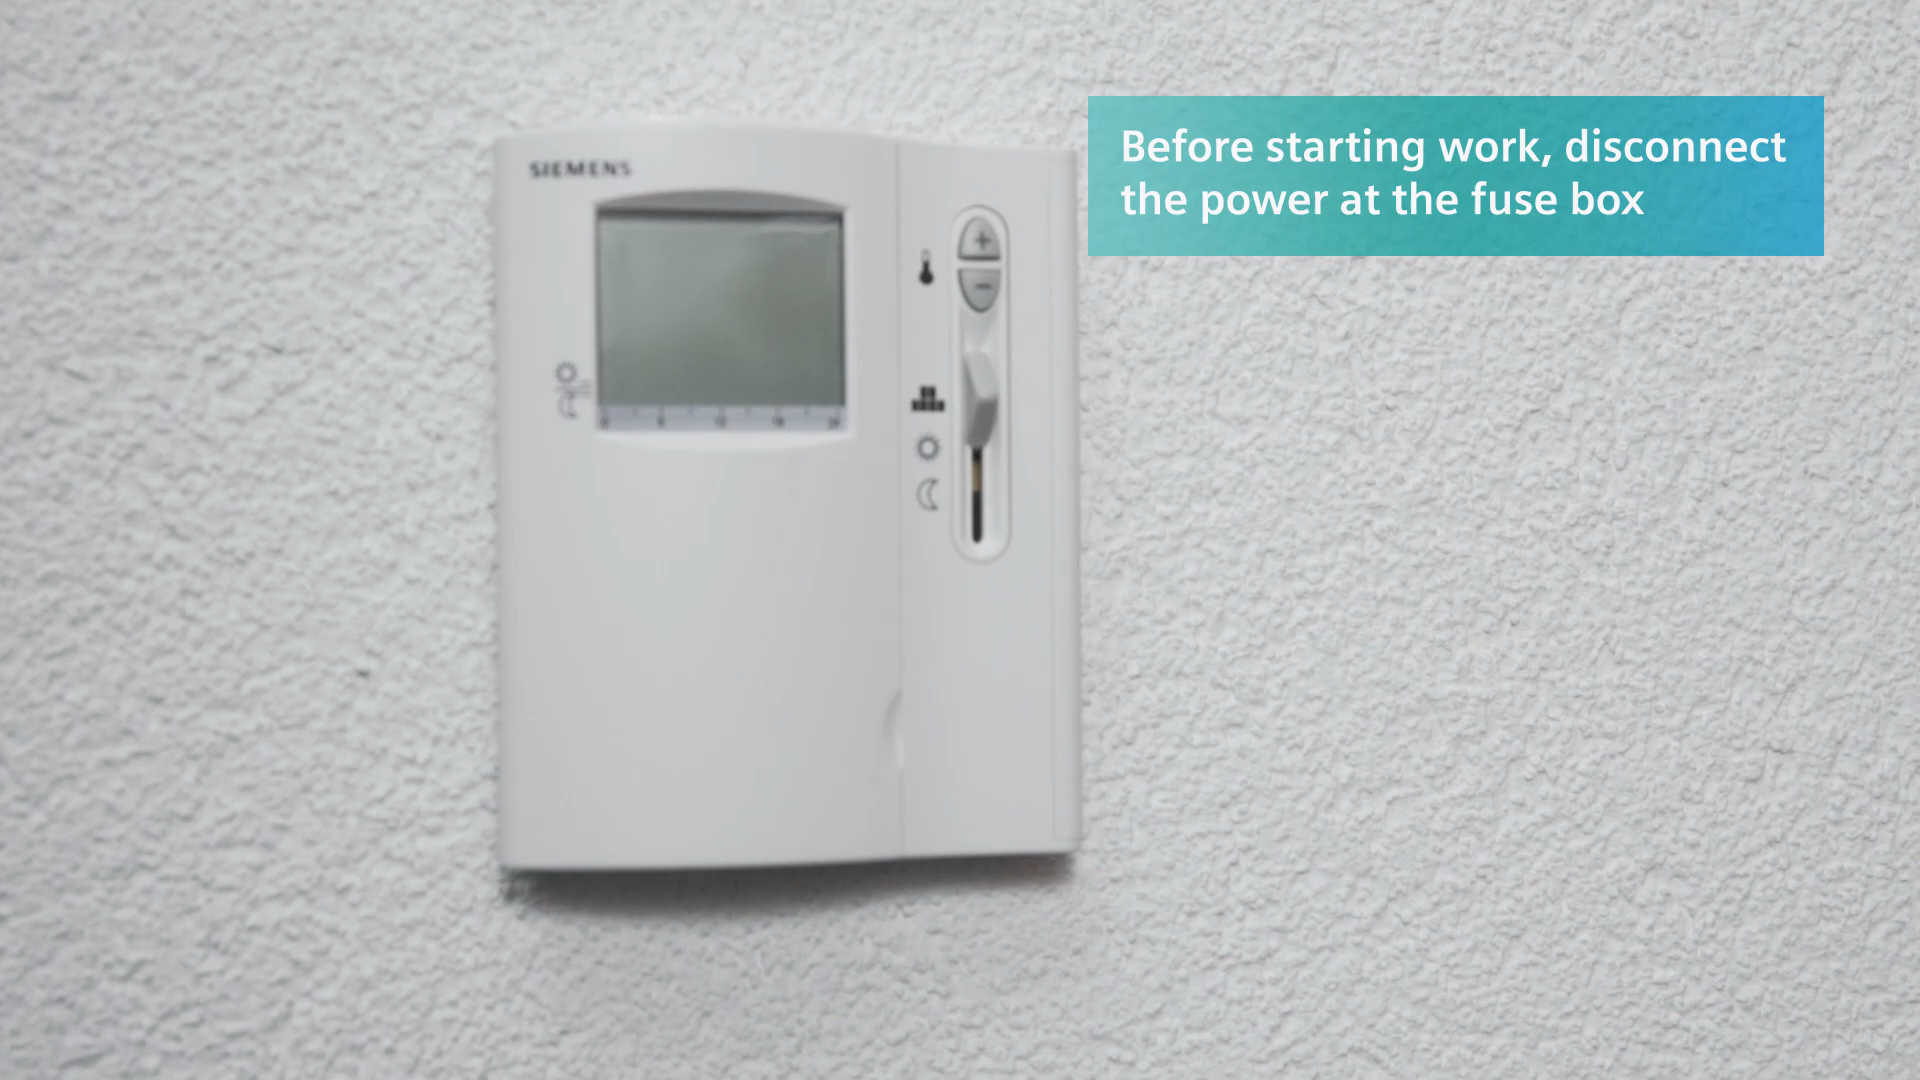 SIEMENS
Before starting work, disconnect
the power at the fuse box